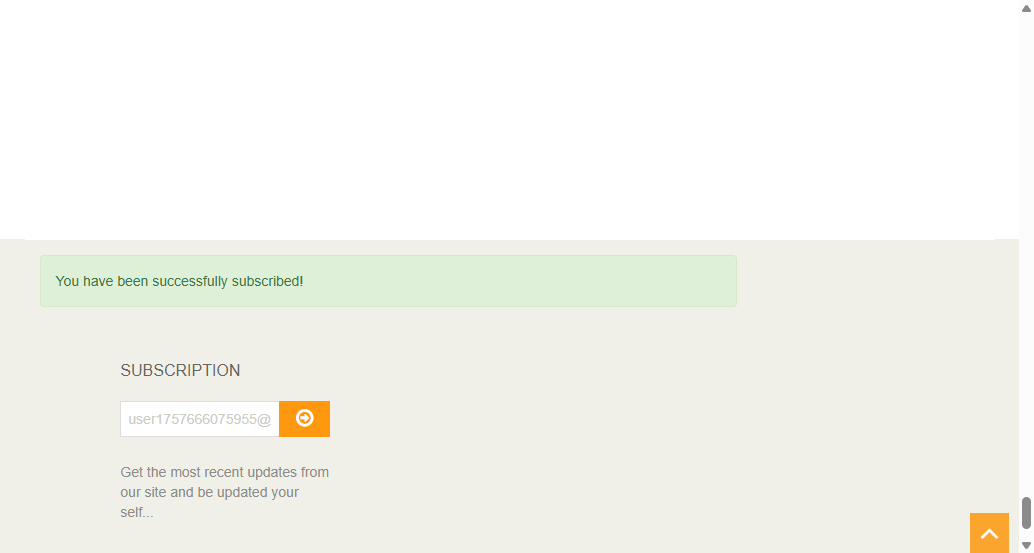 You have been successfully subscribed!
SUBSCRIPTION
user1757666075955@
Get the most recent updates from
our site and be updated your
self...